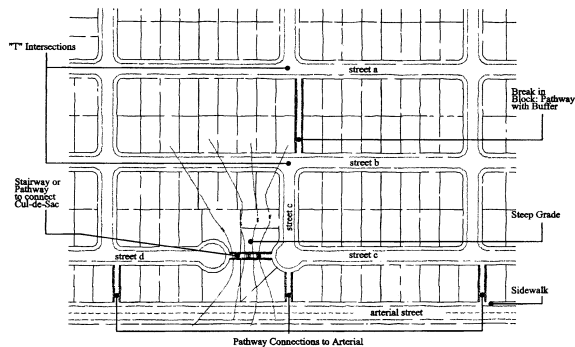 "T" Intersections
street a
Break in
Block: Pathway
with Buffer
street b
Stairway or
Pathway
to connect
Cul-de-Sac
street c
Steep Grade
street d
street c
Sidewalk
arterial street
Pathway Connections to Arterial